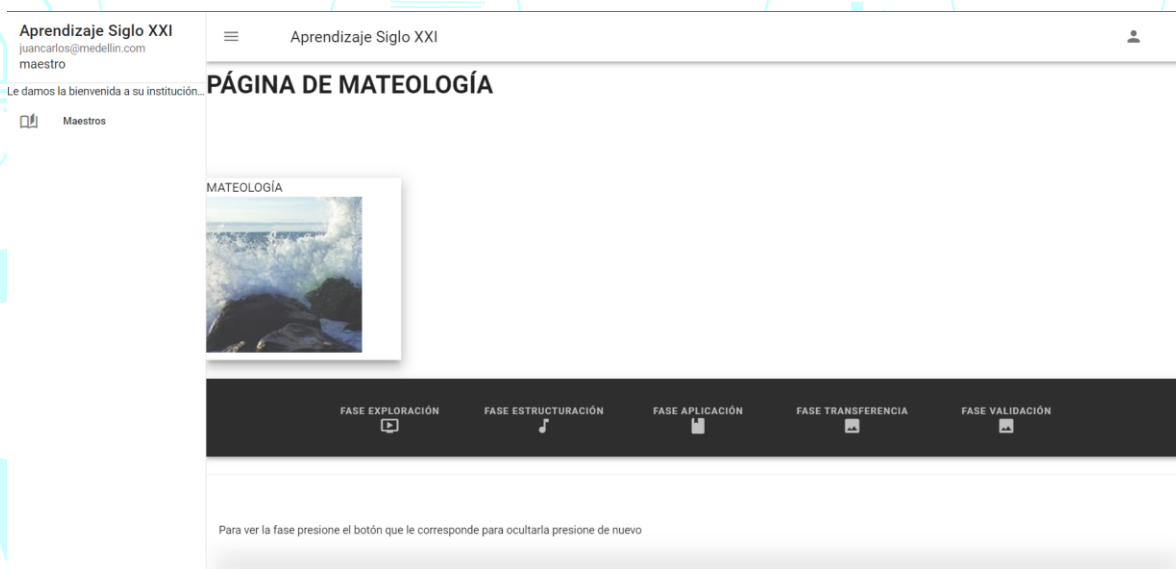 Aprendizaje Siglo XXI
juancarlos@medellin.com
maestro
Le damos la bienvenida a su institución...
Maestros
Aprendizaje Siglo XXI
PÁGINA DE MATEOLOGÍA
MATEOLOGÍA
FASE EXPLORACIÓN
FASE ESTRUCTURACIÓN
FASE APLICACIÓN
FASE TRANSFERENCIA
FASE VALIDACIÓN
Para ver la fase presione el botón que le corresponde para ocultarla presione de nuevo